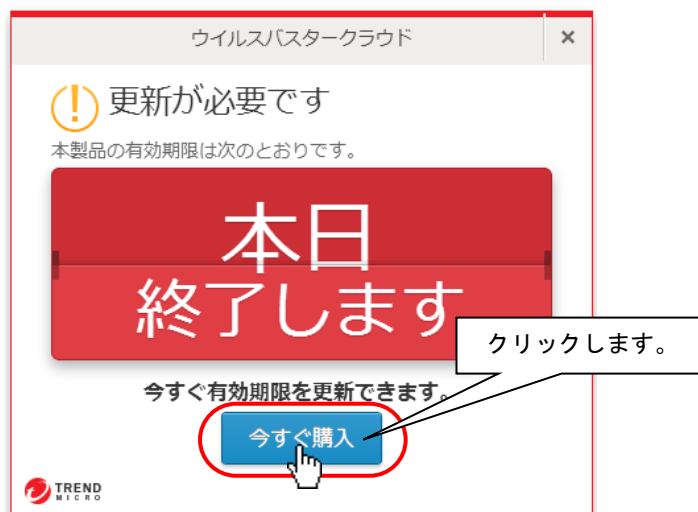 ウイルスバスタークラウド
×
更新が必要です
本製品の有効期限は次のとおりです。
本日
終了します
クリックします。
今すぐ有効期限を更新できます。
今すぐ購入
TREND
MICRO